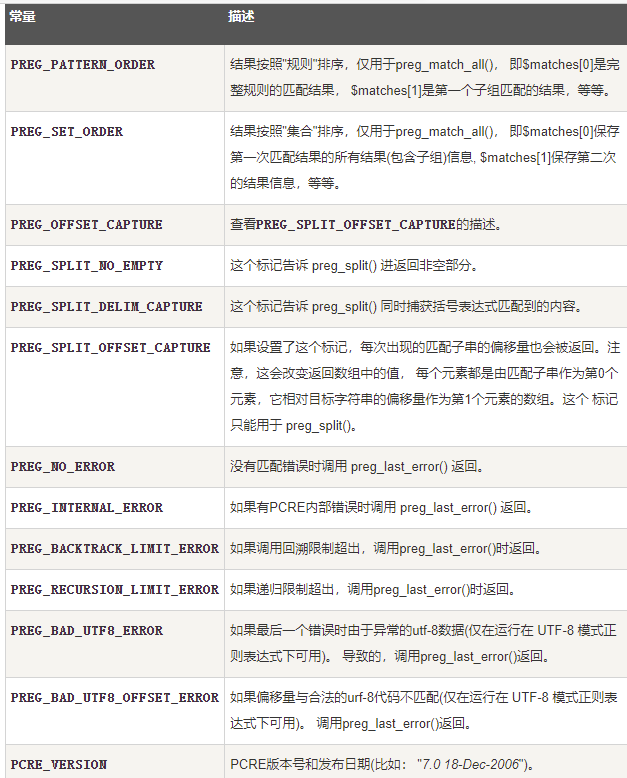 常量 描述
PREG_PATTERN_ORDER 结果按照"规则"排序，仅用于preg_match_all()， 即$matches[0]是完
整规则的匹配结果， $matches[1]是第一个子组匹配的结果，等等。
PREG_SET_ORDER 结果按照"集合"排序，仅用于preg_match_all()， 即$matches[0]保存
第一次匹配结果的所有结果(包含子组)信息, $matches[1]保存第二次
的结果信息，等等。
PREG_OFFSET_CAPTURE 查看PREG_SPLIT_OFFSET_CAPTURE的描述。
PREG_SPLIT_NO_EMPTY 这个标记告诉 preg_split() 进返回非空部分。
PREG_SPLIT_DELIM_CAPTURE 这个标记告诉 preg_split() 同时捕获括号表达式匹配到的内容。
PREG_SPLIT_OFFSET_CAPTURE 如果设置了这个标记，每次出现的匹配子串的偏移量也会被返回。注
意，这会改变返回数组中的值， 每个元素都是由匹配子串作为第0个
元素，它相对目标字符串的偏移量作为第1个元素的数组。这个 标记
只能用于 preg_split()。
PREG_NO_ERROR 没有匹配错误时调用 preg_last_error() 返回。
PREG_INTERNAL_ERROR 如果有PCRE内部错误时调用 preg_last_error() 返回。
PREG_BACKTRACK_LIMIT_ERROR 如果调用回溯限制超出，调用preg_last_error()时返回。
PREG_RECURSION_LIMIT_ERROR 如果递归限制超出，调用preg_last_error()时返回。
PREG_BAD_UTF8_ERROR 如果最后一个错误时由于异常的utf-8数据(仅在运行在 UTF-8 模式正
则表达式下可用)。 导致的，调用preg_last_error()返回。
PREG_BAD_UTF8_OFFSET_ERROR 如果偏移量与合法的urf-8代码不匹配(仅在运行在 UTF-8 模式正则表
达式下可用)。 调用preg_last_error()返回。
PCRE_VERSION PCRE版本号和发布日期(比如： "7.0 18-Dec-2006")。